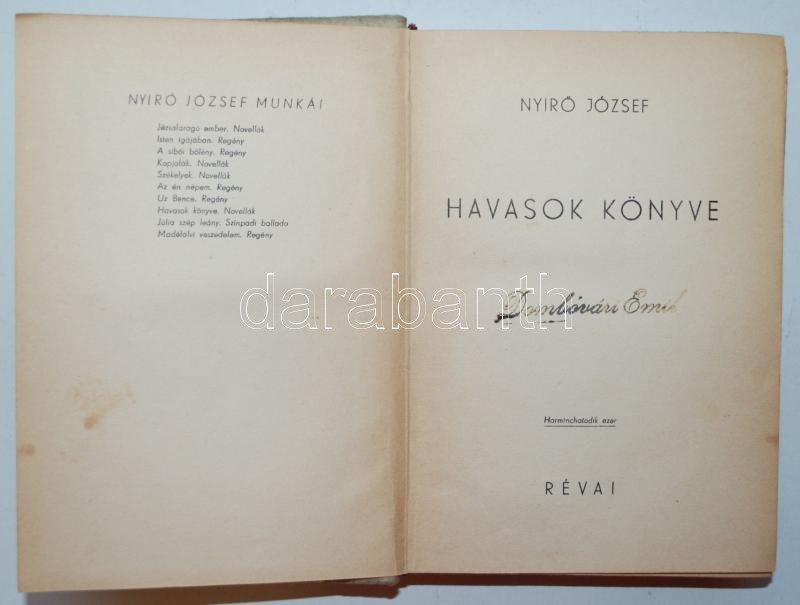 NYIRŐ JÓZSEF MUNKÁI
Jézusfaragó ember. Novellák
Isten igájában. Regény
A sibói bölény. Regény
Kopjafák. Novellák
Székelyek. Novellák
Az én népem. Regény
Uz Bence. Regény
Havasok könyve. Novellák
Júlia szép leány. Színpadi ballada
Madéfalvi veszedelem. Regény
NYIRŐ JÓZSEF
HAVASOK KÖNYVE
Dombóvári Emil
Harminchatodik ezer
RÉVAI
darabanth